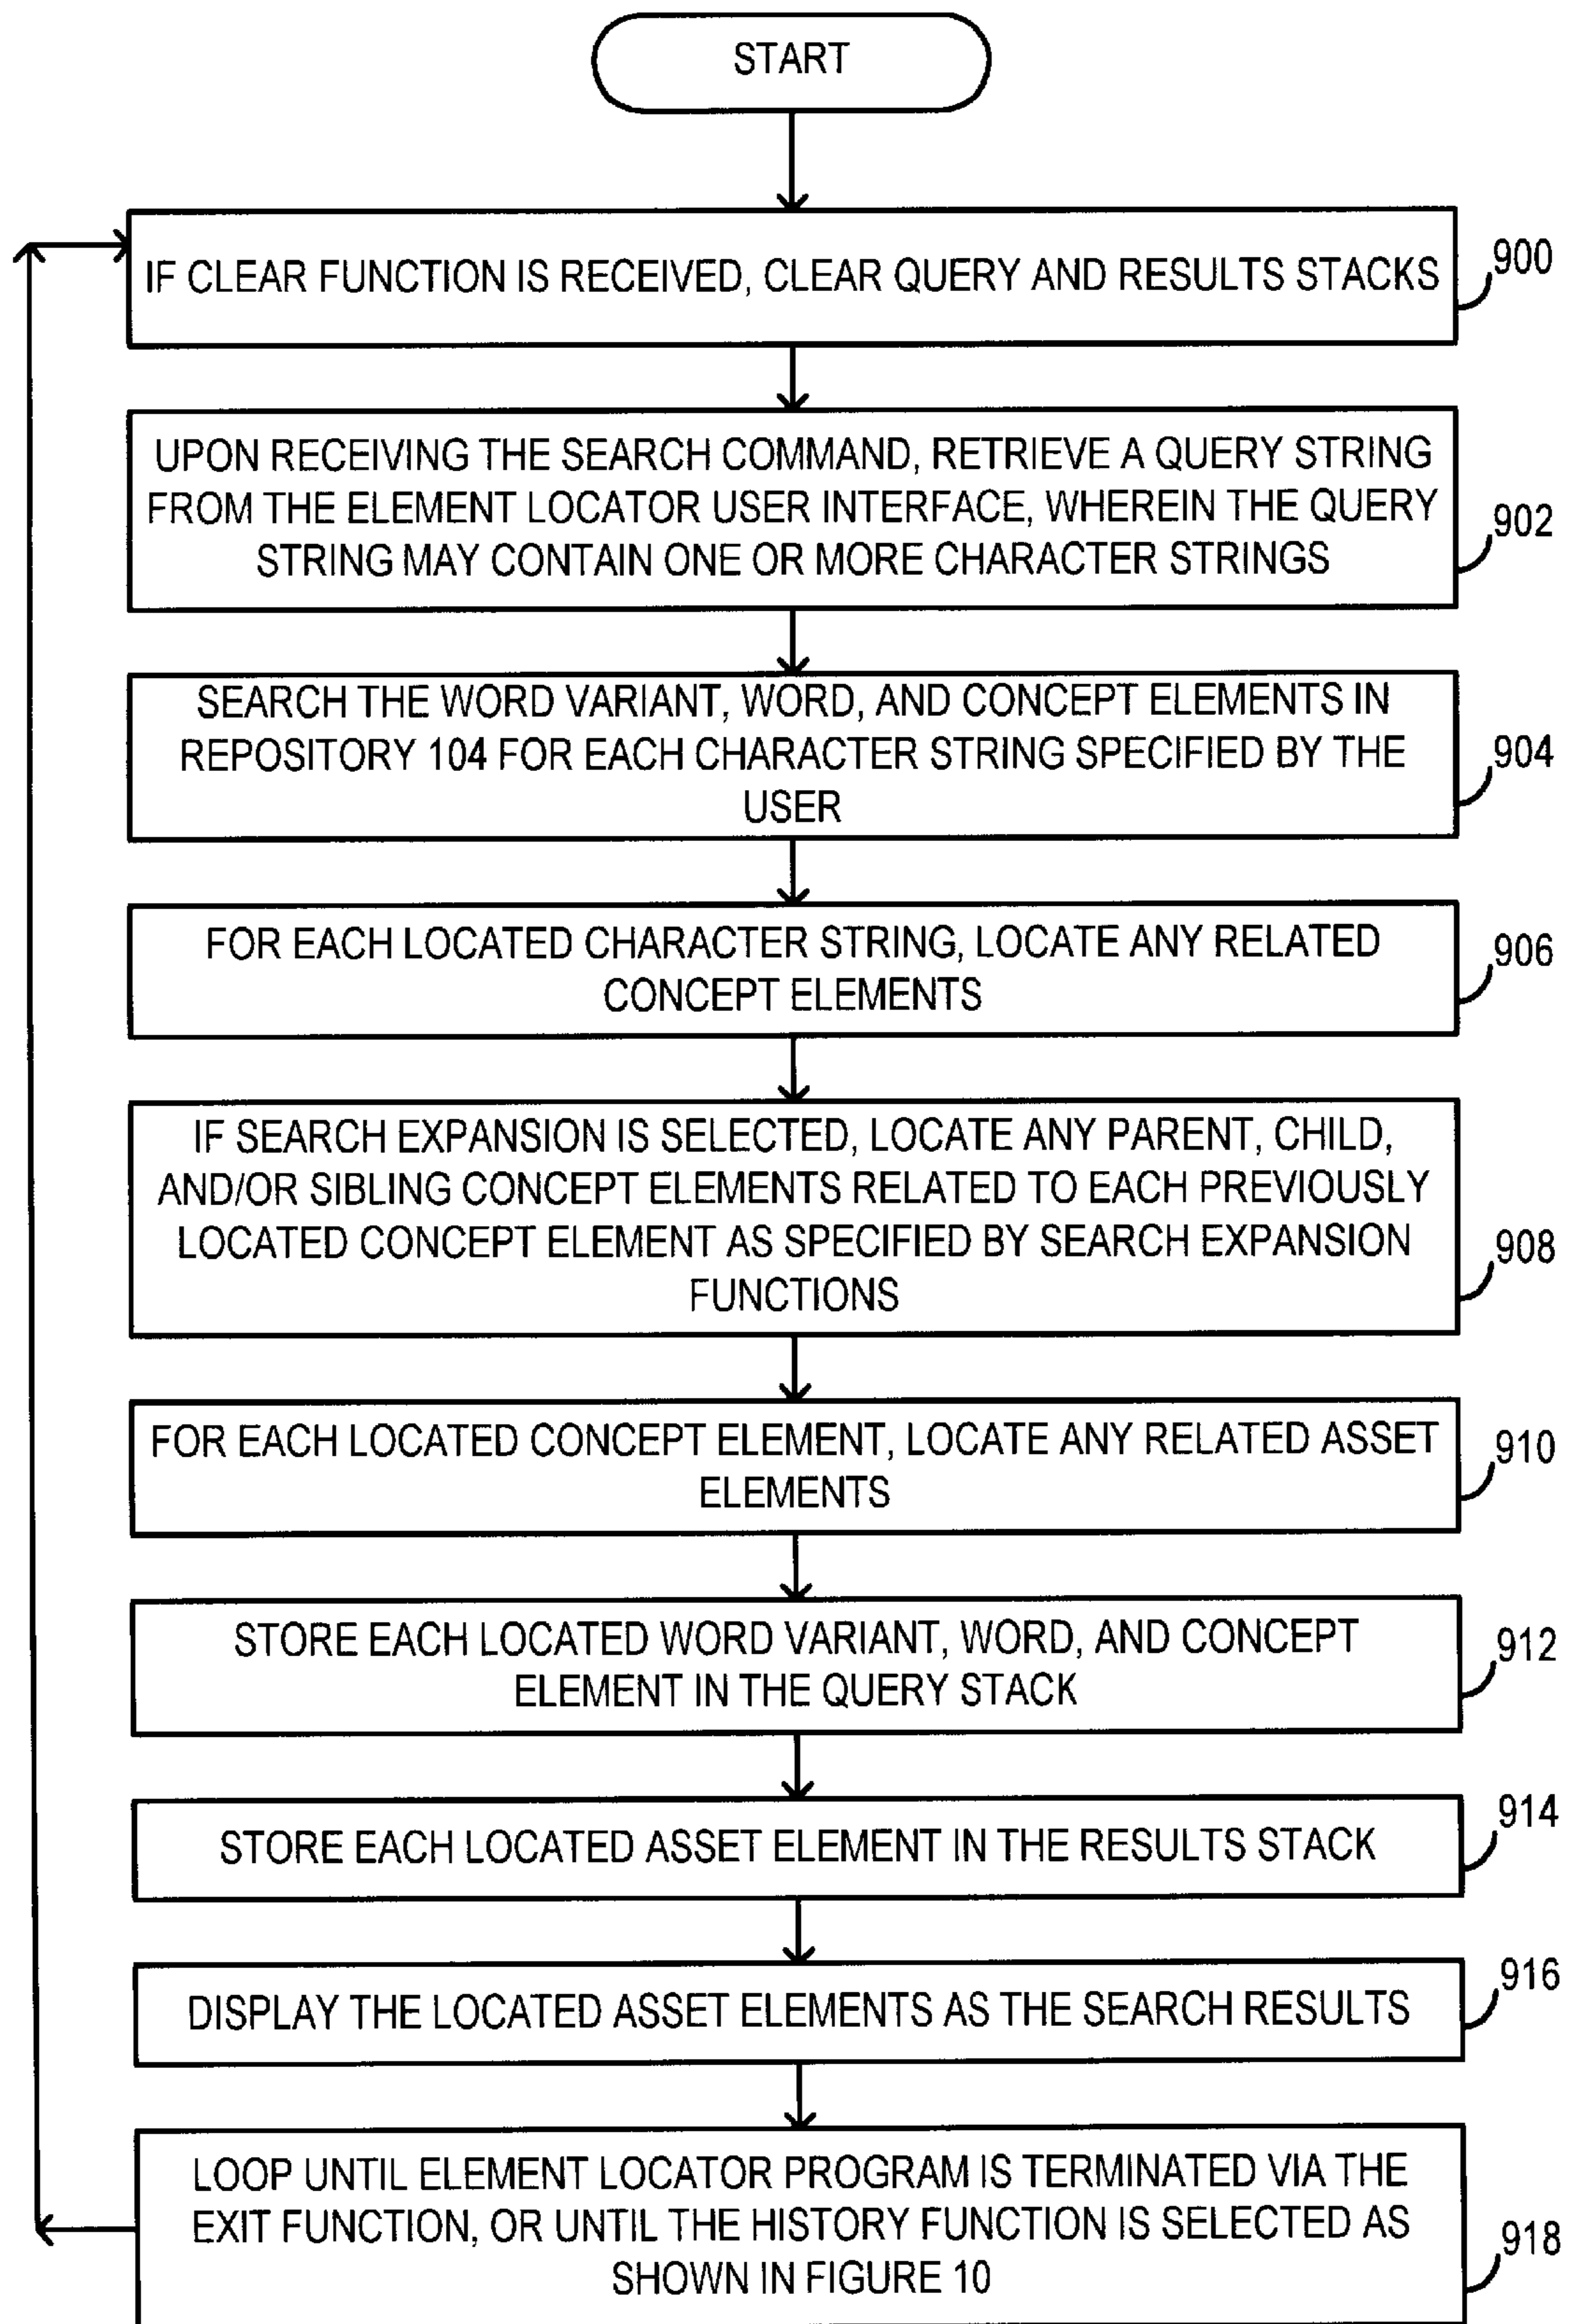 START
IF CLEAR FUNCTION IS RECEIVED, CLEAR QUERY AND RESULTS STACKS
900
UPON RECEIVING THE SEARCH COMMAND, RETRIEVE A QUERY STRING
FROM THE ELEMENT LOCATOR USER INTERFACE, WHEREIN THE QUERY
STRING MAY CONTAIN ONE OR MORE CHARACTER STRINGS
902
SEARCH THE WORD VARIANT, WORD, AND CONCEPT ELEMENTS IN
REPOSITORY 104 FOR EACH CHARACTER STRING SPECIFIED BY THE
USER
904
FOR EACH LOCATED CHARACTER STRING, LOCATE ANY RELATED
CONCEPT ELEMENTS
906
IF SEARCH EXPANSION IS SELECTED, LOCATE ANY PARENT, CHILD,
AND/OR SIBLING CONCEPT ELEMENTS RELATED TO EACH PREVIOUSLY
LOCATED CONCEPT ELEMENT AS SPECIFIED BY SEARCH EXPANSION
FUNCTIONS
908
FOR EACH LOCATED CONCEPT ELEMENT, LOCATE ANY RELATED ASSET
ELEMENTS
910
STORE EACH LOCATED WORD VARIANT, WORD, AND CONCEPT
ELEMENT IN THE QUERY STACK
912
STORE EACH LOCATED ASSET ELEMENT IN THE RESULTS STACK
914
DISPLAY THE LOCATED ASSET ELEMENTS AS THE SEARCH RESULTS
916
LOOP UNTIL ELEMENT LOCATOR PROGRAM IS TERMINATED VIA THE
EXIT FUNCTION, OR UNTIL THE HISTORY FUNCTION IS SELECTED AS
SHOWN IN FIGURE 10
918